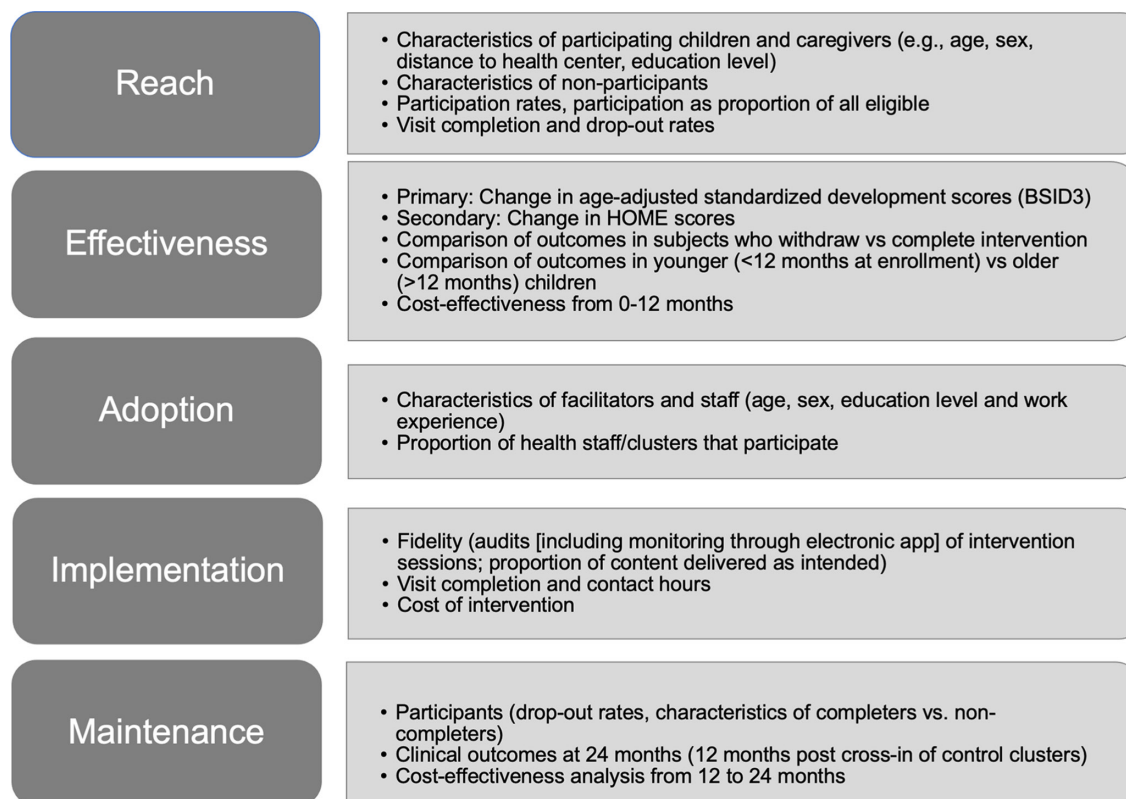 Reach
• Characteristics of participating children and caregivers (e.g., age, sex,
distance to health center, education level)
• Characteristics of non-participants
• Participation rates, participation as proportion of all eligible
• Visit completion and drop-out rates
Effectiveness
• Primary: Change in age-adjusted standardized development scores (BSID3)
• Secondary: Change in HOME scores
• Comparison of outcomes in subjects who withdraw vs complete intervention
• Comparison of outcomes in younger (<12 months at enrollment) vs older
(>12 months) children
• Cost-effectiveness from 0-12 months
Adoption
• Characteristics of facilitators and staff (age, sex, education level and work
experience)
• Proportion of health staff/clusters that participate
Implementation
• Fidelity (audits [including monitoring through electronic app] of intervention
sessions; proportion of content delivered as intended)
• Visit completion and contact hours
• Cost of intervention
Maintenance
• Participants (drop-out rates, characteristics of completers vs. non-
completers)
• Clinical outcomes at 24 months (12 months post cross-in of control clusters)
• Cost-effectiveness analysis from 12 to 24 months